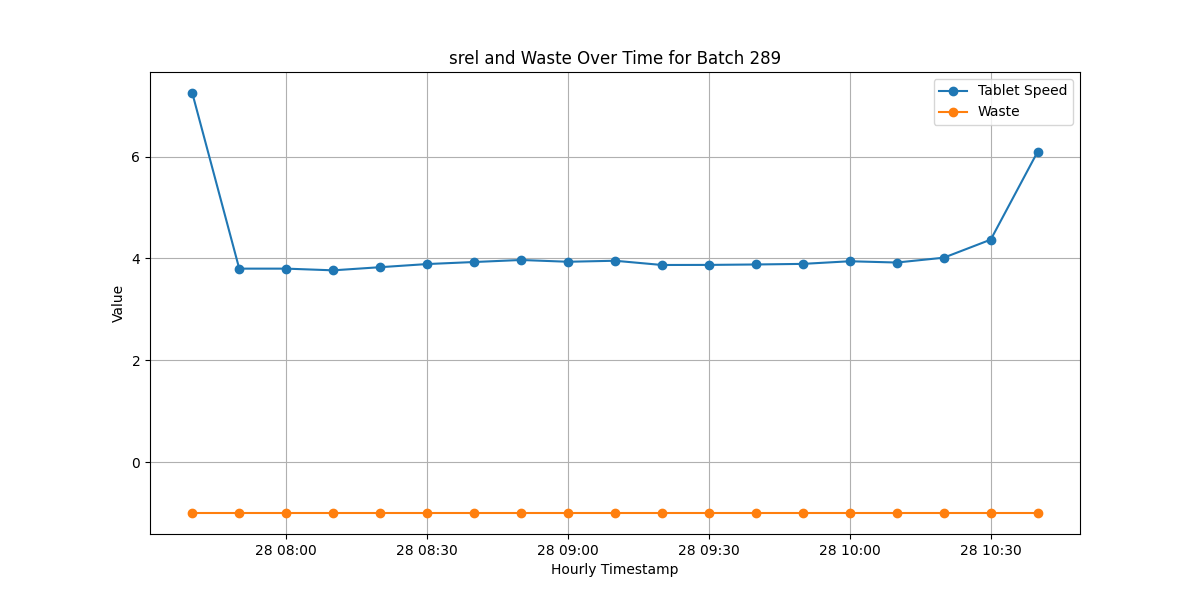 srel and Waste Over Time for Batch 289
Tablet Speed
Waste
6
4
2
0
Value
28 08:00 28 08:30 28 09:00 28 09:30 28 10:00 28 10:30
Hourly Timestamp